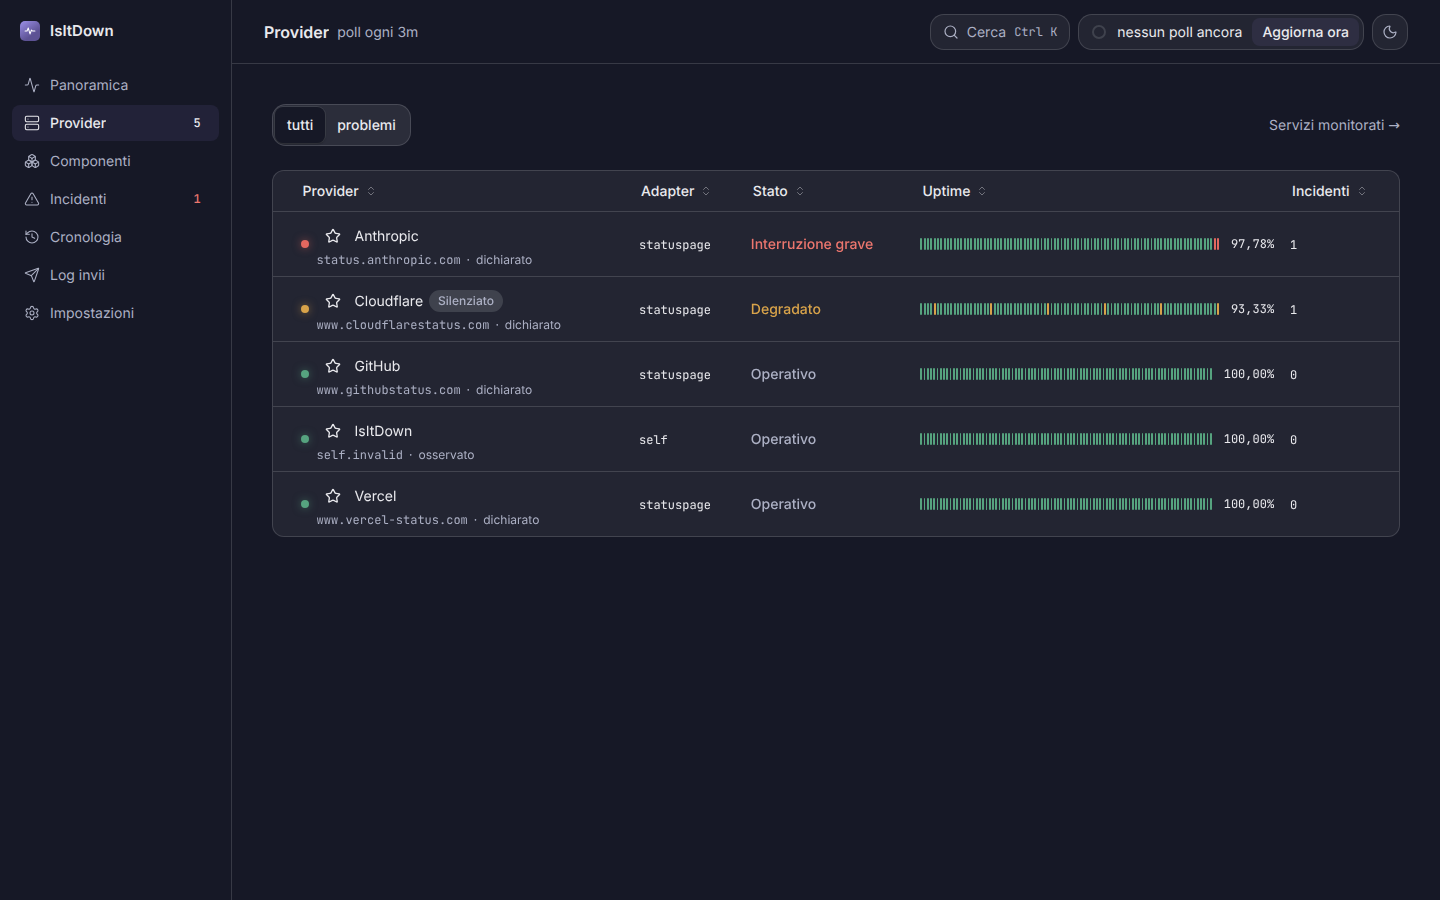 IsItDown
Panoramica
Provider 5
Componenti
Incidenti 1
Cronologia
Log invii
Impostazioni
Provider poll ogni 3m
Cerca Ctrl K
nessun poll ancora Aggiorna ora
tutti problemi
Servizi monitorati →
Provider Adapter Stato Uptime Incidenti
Anthropic
status.anthropic.com · dichiarato
statuspage Interruzione grave 97,78% 1
Cloudflare Silenziato
www.cloudflarestatus.com · dichiarato
statuspage Degradato 93,33% 1
GitHub
www.githubstatus.com · dichiarato
statuspage Operativo 100,00% 0
IsItDown
self.invalid · osservato
self Operativo 100,00% 0
Vercel
www.vercel-status.com · dichiarato
statuspage Operativo 100,00% 0